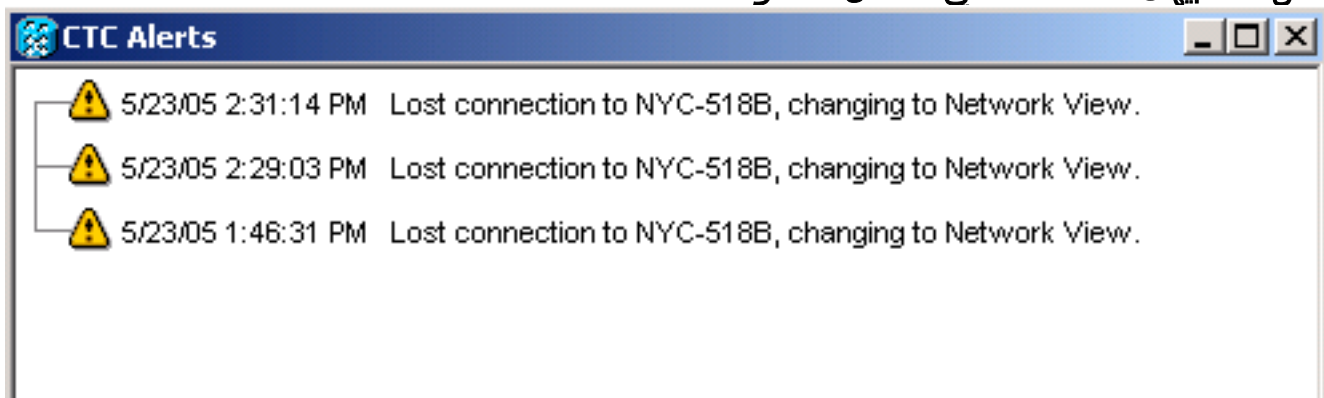 CTC Alerts
5/23/05 2:31:14 PM Lost connection to NYC-518B, changing to Network View.
5/23/05 2:29:03 PM Lost connection to NYC-518B, changing to Network View.
5/23/05 1:46:31 PM Lost connection to NYC-518B, changing to Network View.